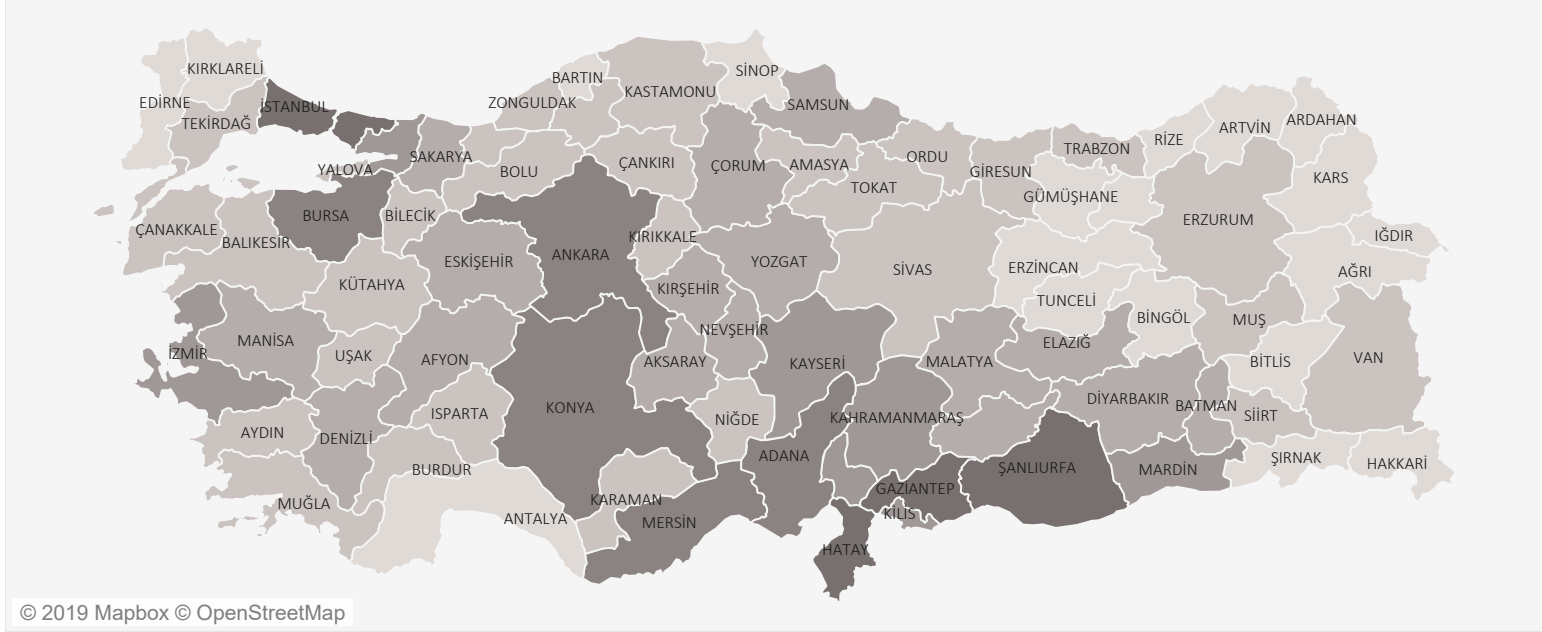 KIRKLARELİ
BARTIN
SİNOP
EDİRNE
İSTANBUL
ZONGULDAK
KASTAMONU
SAMSUN
TEKİRDAĞ
ARDAHAN
ARTVİN
RİZE
TRABZON
YALOVA
SAKARYA
BOLU
ÇANKIRI
ÇORUM
AMASYA
ORDU
GİRESUN
KARS
TOKAT
GÜMÜŞHANE
ÇANAKKALE
BURSA
BİLECİK
ERZURUM
BALIKESİR
KIRIKKALE
IĞDIR
ESKİŞEHİR
ANKARA
YOZGAT
SİVAS
ERZİNCAN
AĞRI
KÜTAHYA
KIRŞEHİR
TUNCELİ
BİNGÖL
MUŞ
NEVŞEHİR
MANİSA
ELAZIĞ
İZMİR
UŞAK
AFYON
AKSARAY
KAYSERİ
MALATYA
BİTLİS
VAN
ISPARTA
KONYA
NİĞDE
KAHRAMANMARAŞ
DİYARBAKIR
BATMAN
SİİRT
AYDIN
DENİZLİ
BURDUR
ADANA
ŞANLIURFA
MARDİN
ŞIRNAK
HAKKARİ
MUĞLA
ANTALYA
KARAMAN
MERSİN
GAZİANTEP
KİLİS
HATAY
© 2019 Mapbox © OpenStreetMap